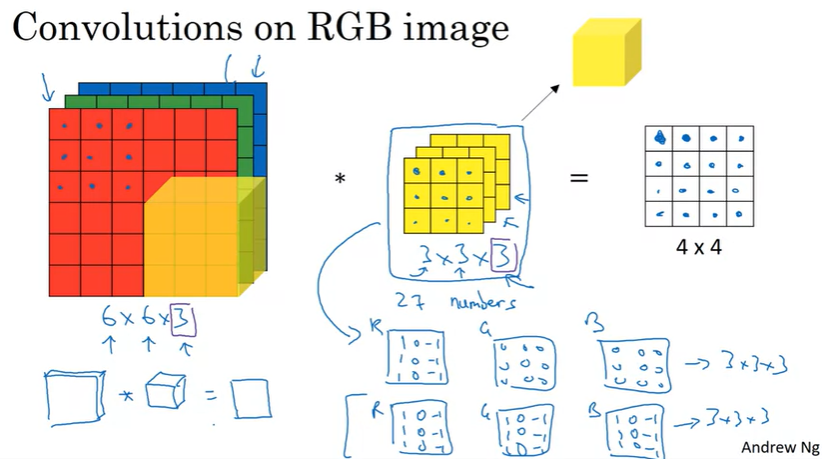 Convolutions on RGB image
* =
3 x 3 x 3
4 x 4
27 numbers
6 x 6 x 3
R G B
1 0 -1 0 0 0 0 0 0
1 0 -1 0 0 0 0 0 0
1 0 -1 0 0 0 0 0 0
→ 3 x 3 x 3
* =
R G B
1 0 -1 1 0 -1 1 0 -1
1 0 -1 1 0 -1 1 0 -1
1 0 -1 1 0 -1 1 0 -1
→ 3 x 3 x 3
Andrew Ng